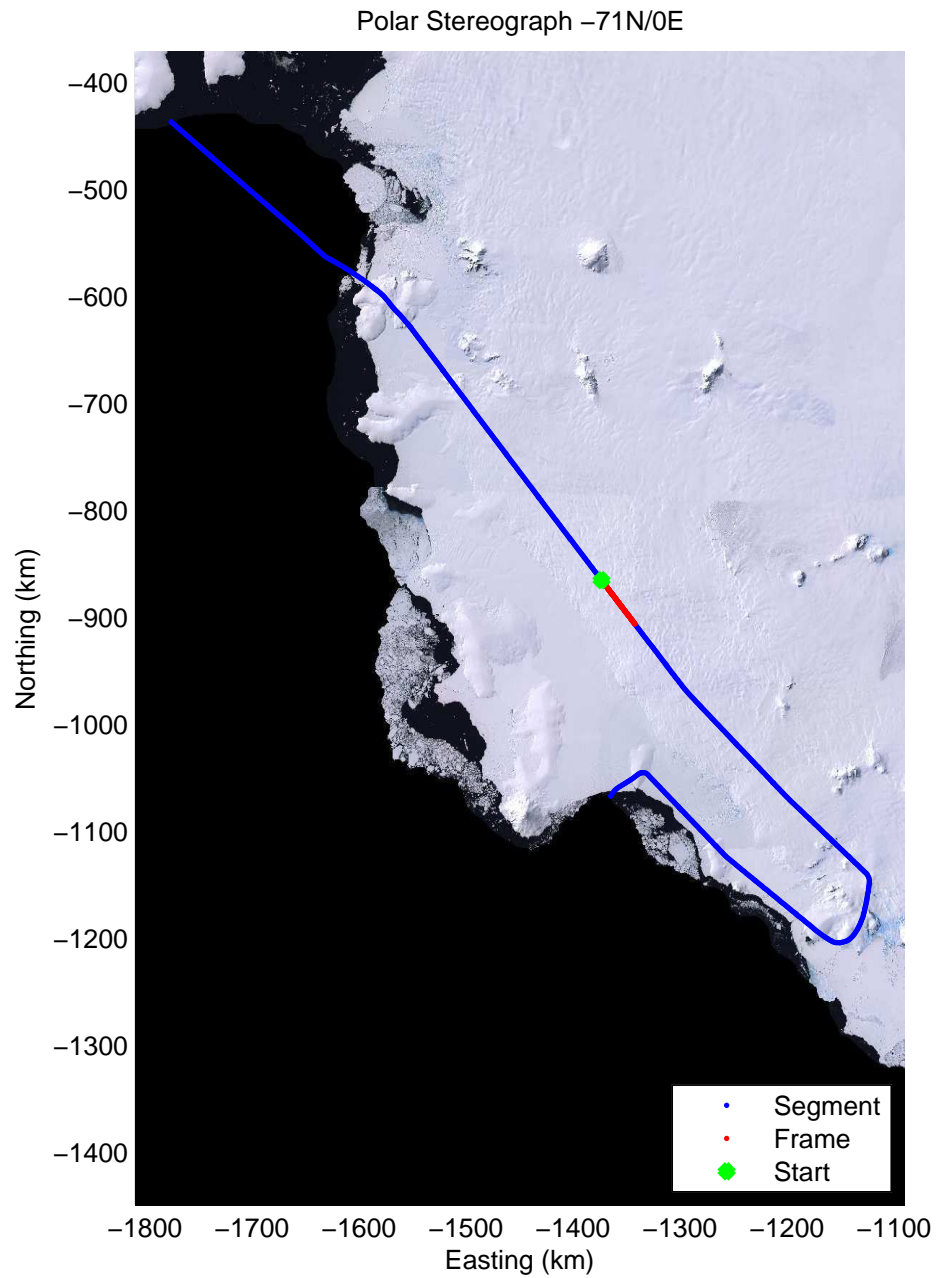 Polar Stereograph −71N/0E
−400
−500
−600
−700
−800
−900
−1000
−1100
−1200
−1300
−1400
Northing (km)
Segment
Frame
Start
−1800 −1700 −1600 −1500 −1400 −1300 −1200 −1100
Easting (km)